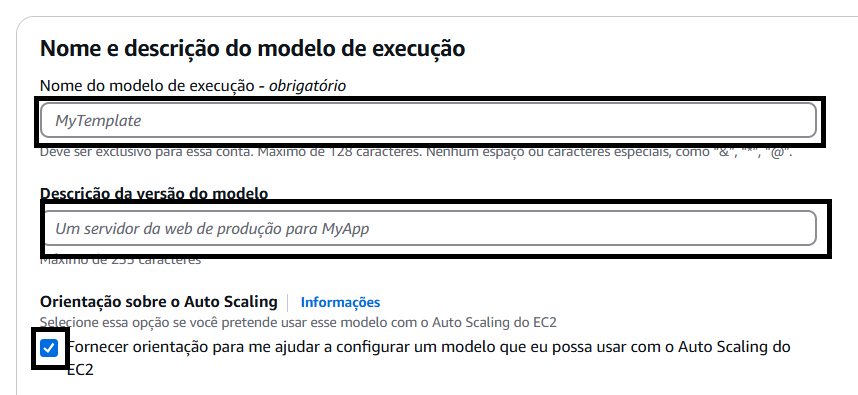 Nome e descrição do modelo de execução
Nome do modelo de execução - obrigatório
MyTemplate
Deve ser exclusivo para essa conta. Máximo de 128 caracteres. Nenhum espaço ou caracteres especiais, como "&", "*", "@".
Descrição da versão do modelo
Um servidor da web de produção para MyApp
Máximo de 255 caracteres
Orientação sobre o Auto Scaling Informações
Selecione essa opção se você pretende usar esse modelo com o Auto Scaling do EC2
Fornecer orientação para me ajudar a configurar um modelo que eu possa usar com o Auto Scaling do
EC2